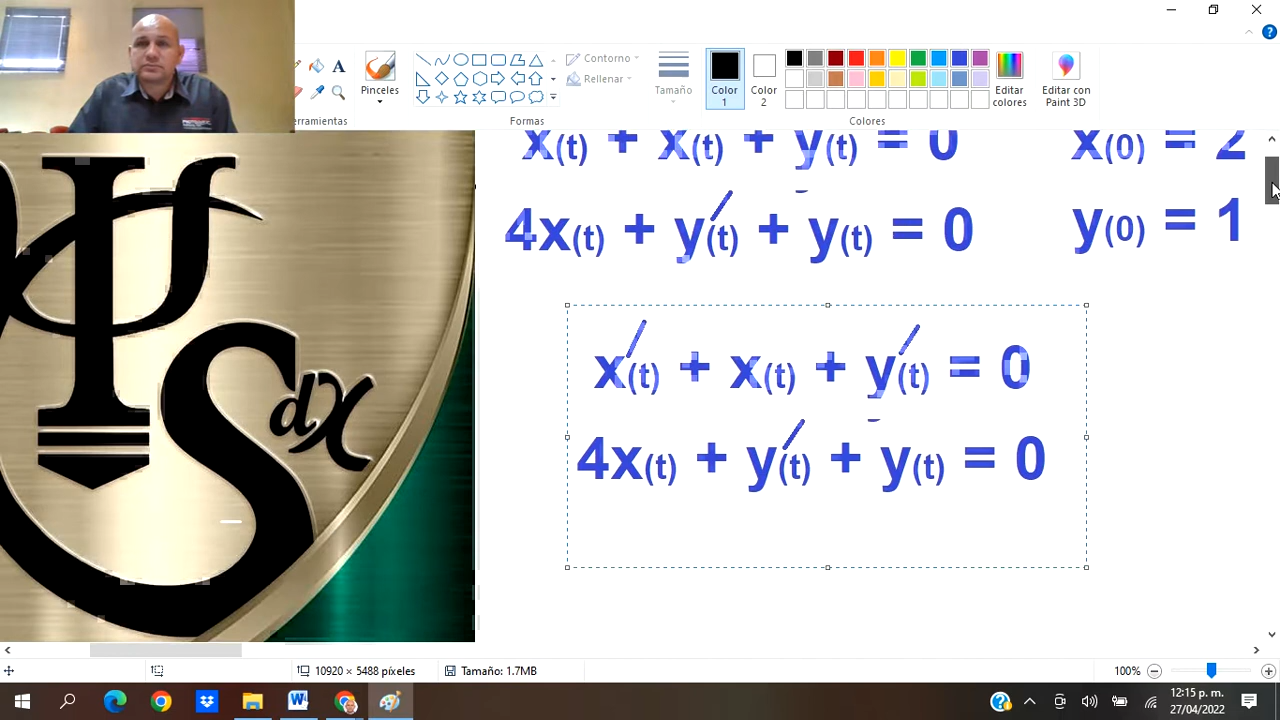 Contorno
Rellenar
Pinceles
Tamaño
Color 1
Color 2
Editar colores
Editar con Paint 3D
rramientas
Formas
Colores
x(t) + x(t) + y(t) = 0 x(0) = 2
4x(t) + y′(t) + y(t) = 0 y(0) = 1
x′(t) + x(t) + y′(t) = 0
4x(t) + y′(t) + y(t) = 0
dx
10920 × 5488 píxeles
Tamaño: 1.7MB
100%
12:15 p. m.
27/04/2022